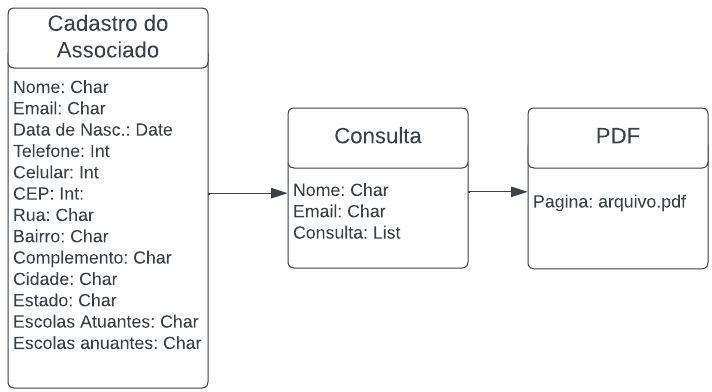 Cadastro do
Associado
Nome: Char
Email: Char
Data de Nasc.: Date
Telefone: Int
Celular: Int
CEP: Int:
Rua: Char
Bairro: Char
Complemento: Char
Cidade: Char
Estado: Char
Escolas Atuantes: Char
Escolas anuantes: Char
Consulta
Nome: Char
Email: Char
Consulta: List
PDF
Pagina: arquivo.pdf